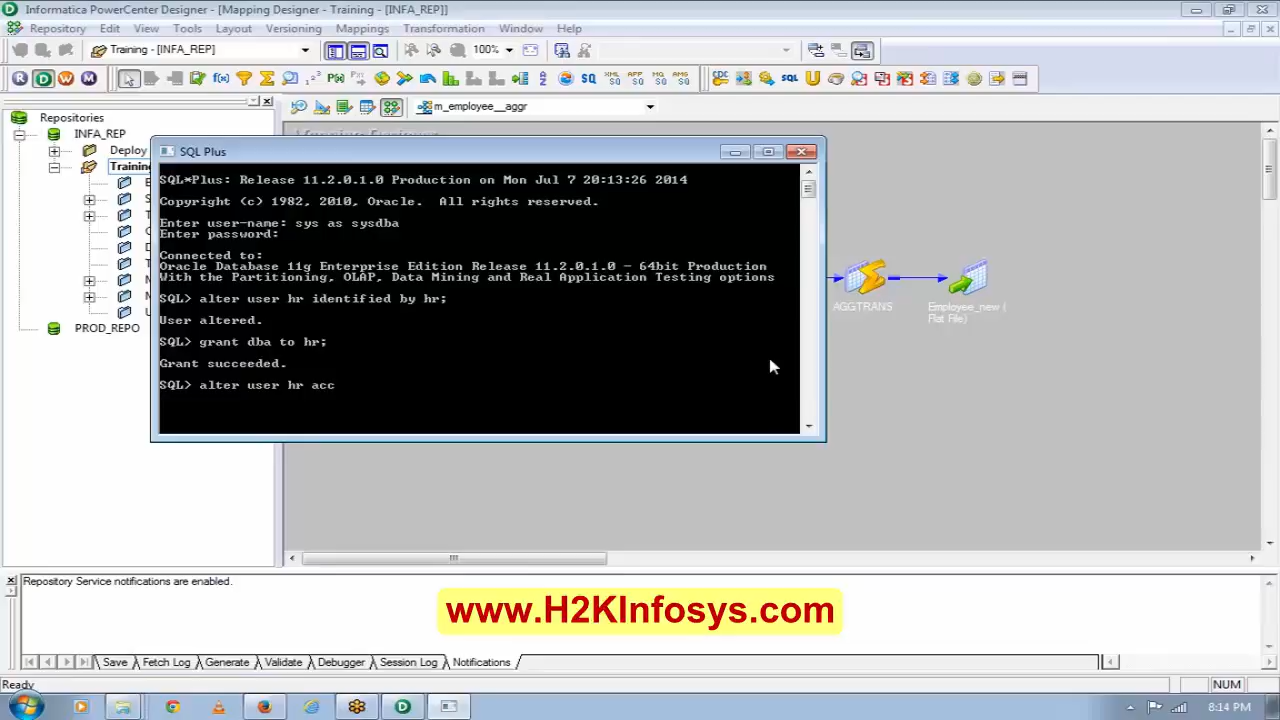 Informatica PowerCenter Designer - [Mapping Designer - Training - [INFA_REP]]
Repository Edit View Tools Layout Versioning Mappings Transformation Window Help
Training - [INFA_REP]
100%
m_employee__aggr
Repositories
INFA_REP
Deploy
Training
PROD_REPO
SQL Plus
SQL*Plus: Release 11.2.0.1.0 Production on Mon Jul 7 20:13:26 2014
Copyright (c) 1982, 2010, Oracle.  All rights reserved.
Enter user-name: sys as sysdba
Enter password:
Connected to:
Oracle Database 11g Enterprise Edition Release 11.2.0.1.0 - 64bit Production
With the Partitioning, OLAP, Data Mining and Real Application Testing options
SQL> alter user hr identified by hr;
User altered.
SQL> grant dba to hr;
Grant succeeded.
SQL> alter user hr acc
AGGTRANS
Employee_new (
Flat File)
Repository Service notifications are enabled.
www.H2KInfosys.com
Save Fetch Log Generate Validate Debugger Session Log Notifications
Ready
NUM
8:14 PM